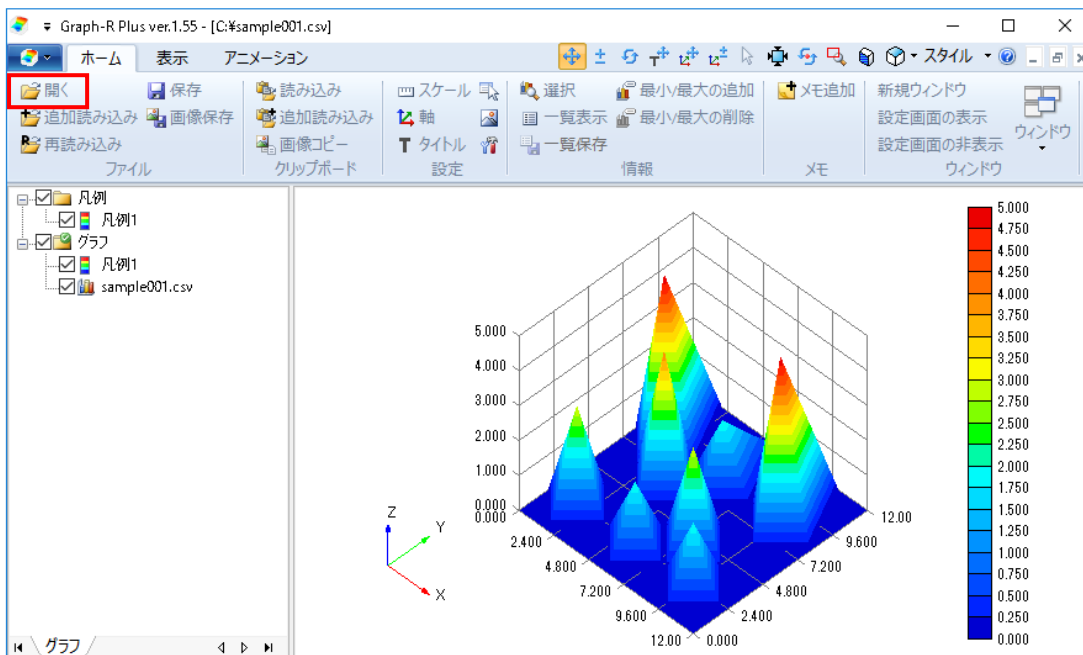 Graph-R Plus ver.1.55 - [C:¥sample001.csv]
ホーム 表示 アニメーション スタイル
開く 保存 読み込み スケール 選択 最小/最大の追加 メモ追加 新規ウィンドウ
追加読み込み 画像保存 追加読み込み 軸 一覧表示 最小/最大の削除 設定画面の表示 ウィンドウ
再読み込み 画像コピー タイトル 一覧保存 設定画面の非表示
ファイル クリップボード 設定 情報 メモ ウィンドウ
凡例
凡例1
グラフ
凡例1
sample001.csv
5.000
4.000
3.000
2.000
1.000
0.000
0.000
2.400
4.800
7.200
9.600
12.00
0.000
2.400
4.800
7.200
9.600
12.00
Z
Y
X
5.000
4.750
4.500
4.250
4.000
3.750
3.500
3.250
3.000
2.750
2.500
2.250
2.000
1.750
1.500
1.250
1.000
0.750
0.500
0.250
0.000
グラフ